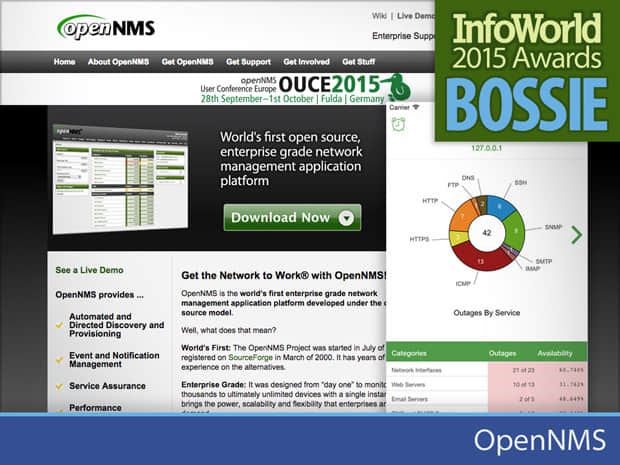 openNMS
Wiki | Live Demo
Enterprise Supp
Home About OpenNMS Get OpenNMS Get Support Get Involved Get Stuff
InfoWorld
2015 Awards
BOSSIE
openNMS
User Conference Europe
OUCE2015
28th September–1st October | Fulda | Germany
World's first open source,
enterprise grade network
management application
platform
Download Now
Carrier
127.0.0.1
DNS
FTP
SSH
HTTP
SNMP
HTTPS
SMTP
IMAP
ICMP
2
6
7
8
3
13
42
Outages By Service
Categories Outages Availability
Network Interfaces 21 of 23
Web Servers 10 of 13
Email Servers 2 of 5
See a Live Demo
OpenNMS provides ...
Automated and
Directed Discovery and
Provisioning
Event and Notification
Management
Service Assurance
Performance
Get the Network to Work® with OpenNMS!
OpenNMS is the world's first enterprise grade network
management application platform developed under the o
source model.
Well, what does that mean?
World's First: The OpenNMS Project was started in July of
registered on SourceForge in March of 2000. It has years of
experience on the alternatives.
Enterprise Grade: It was designed from "day one" to monito
thousands to ultimately unlimited devices with a single instan
brings the power, scalability and flexibility that enterprises an
OpenNMS